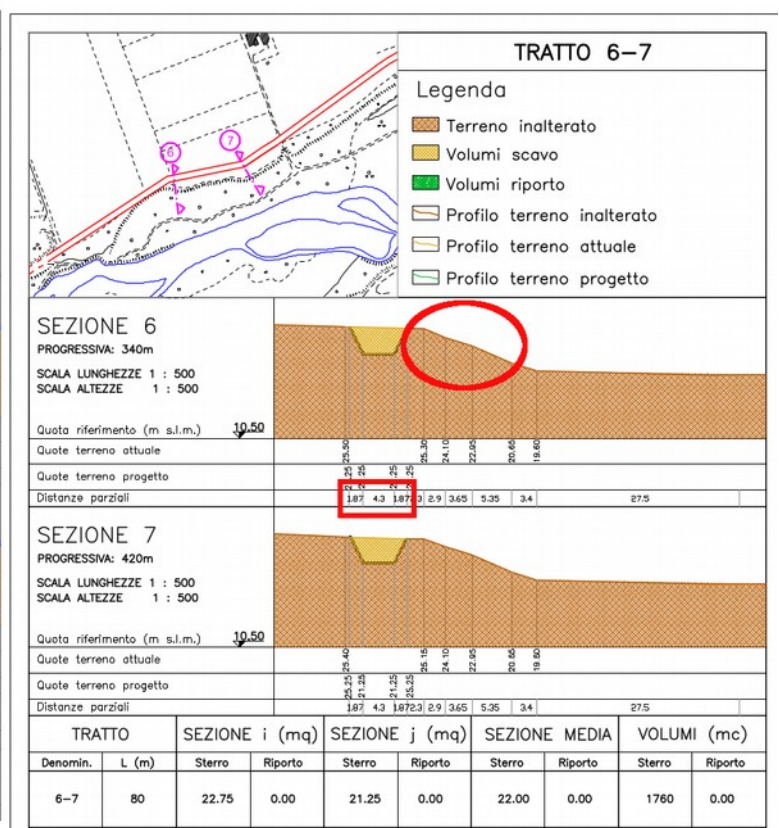 TRATTO 6-7
Legenda
Terreno inalterato
Volumi scavo
Volumi riporto
Profilo terreno inalterato
Profilo terreno attuale
Profilo terreno progetto
6
7
SEZIONE 6
PROGRESSIVA: 340m
SCALA LUNGHEZZE 1 : 500
SCALA ALTEZZE 1 : 500
Quota riferimento (m s.l.m.) 10.50
Quote terreno attuale 25.50 25.30 24.10 22.95 20.65 19.60
Quote terreno progetto
Distanze parziali 1.87 4.3 1.87 2.9 3.65 5.35 3.4 27.5
SEZIONE 7
PROGRESSIVA: 420m
SCALA LUNGHEZZE 1 : 500
SCALA ALTEZZE 1 : 500
Quota riferimento (m s.l.m.) 10.50
Quote terreno attuale 25.40 25.15 24.10 22.95 20.65 19.60
Quote terreno progetto 25.25 21.25 21.25 25.25
Distanze parziali 1.87 4.3 1.87 2.3 2.9 3.65 5.35 3.4 27.5
TRATTO SEZIONE i (mq) SEZIONE j (mq) SEZIONE MEDIA VOLUMI (mc)
Denomin. L (m) Sterro Riporto Sterro Riporto Sterro Riporto Sterro Riporto
6-7 80 22.75 0.00 21.25 0.00 22.00 0.00 1760 0.00